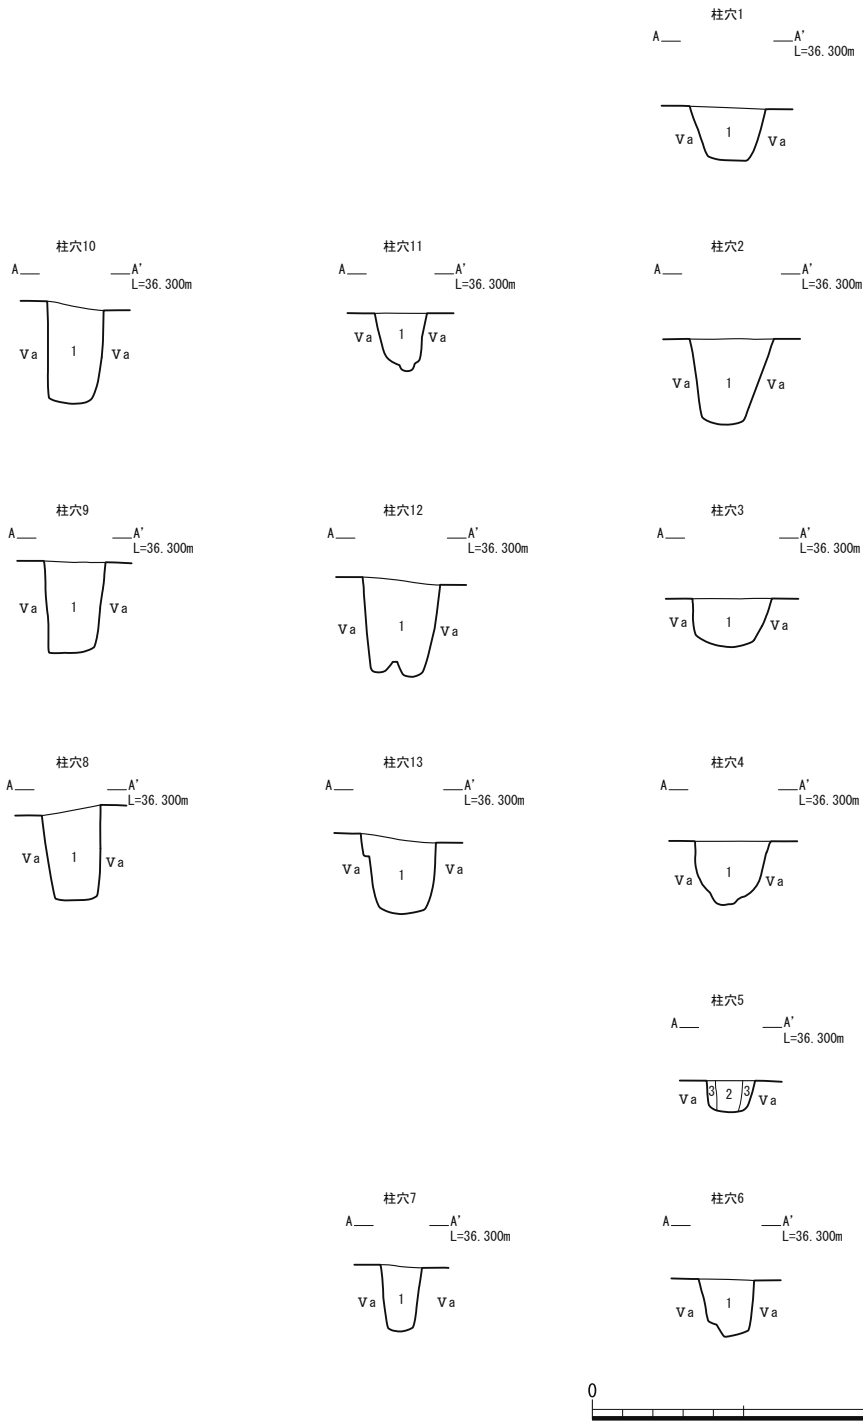 柱穴1
A A'
L=36.300m
Ⅴa 1 Ⅴa
柱穴10
A A'
L=36.300m
Ⅴa 1 Ⅴa
柱穴11
A A'
L=36.300m
Ⅴa 1 Ⅴa
柱穴2
A A'
L=36.300m
Ⅴa 1 Ⅴa
柱穴9
A A'
L=36.300m
Ⅴa 1 Ⅴa
柱穴12
A A'
L=36.300m
Ⅴa 1 Ⅴa
柱穴3
A A'
L=36.300m
Ⅴa 1 Ⅴa
柱穴8
A A'
L=36.300m
Ⅴa 1 Ⅴa
柱穴13
A A'
L=36.300m
Ⅴa 1 Ⅴa
柱穴4
A A'
L=36.300m
Ⅴa 1 Ⅴa
柱穴5
A A'
L=36.300m
Ⅴa 3 2 3 Ⅴa
柱穴7
A A'
L=36.300m
Ⅴa 1 Ⅴa
柱穴6
A A'
L=36.300m
Ⅴa 1 Ⅴa
0